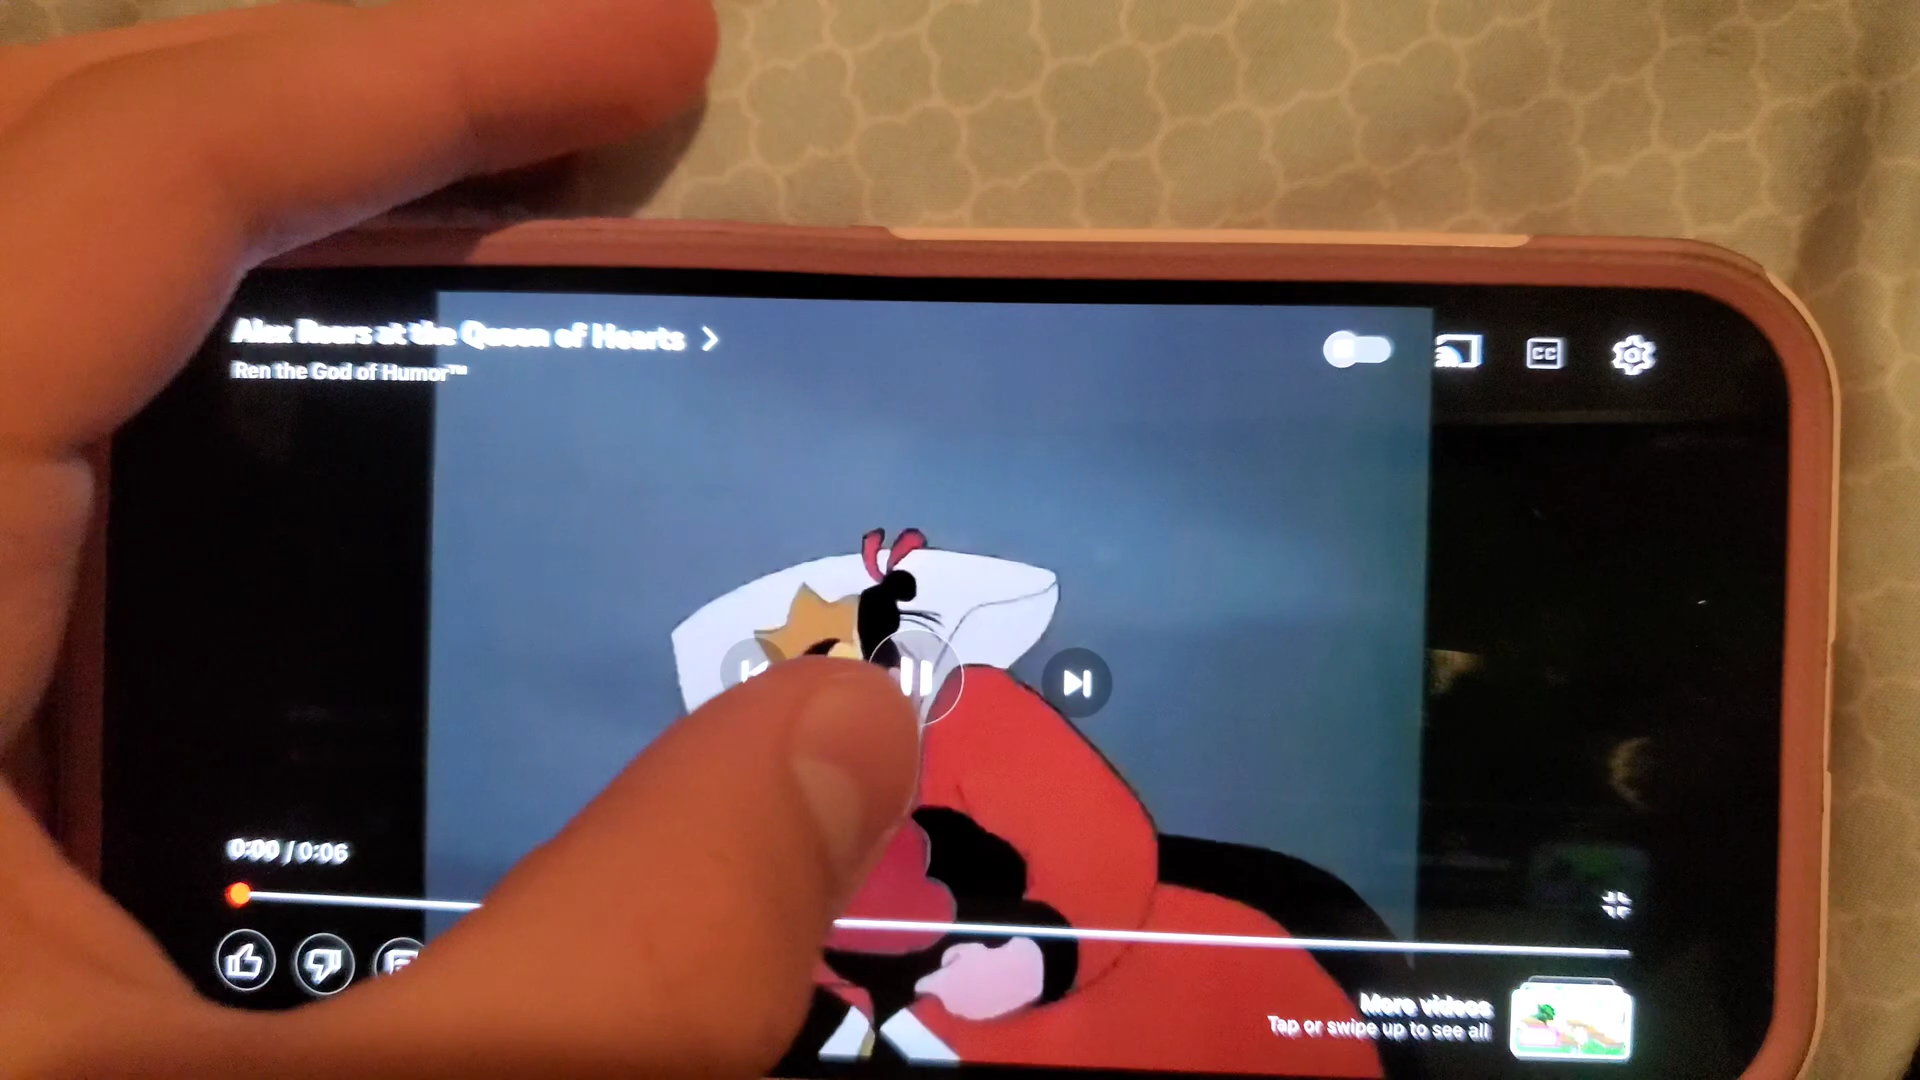 Alex Roars at the Queen of Hearts
Ren the God of Humor™
CC
0:00 / 0:06
More videos
Tap or swipe up to see all